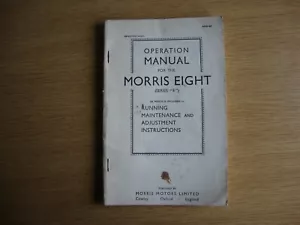 OPERATION
MANUAL
FOR THE
MORRIS EIGHT
RUNNING
MAINTENANCE AND
ADJUSTMENT
INSTRUCTIONS
MORRIS MOTORS LIMITED
Cowley Oxford England